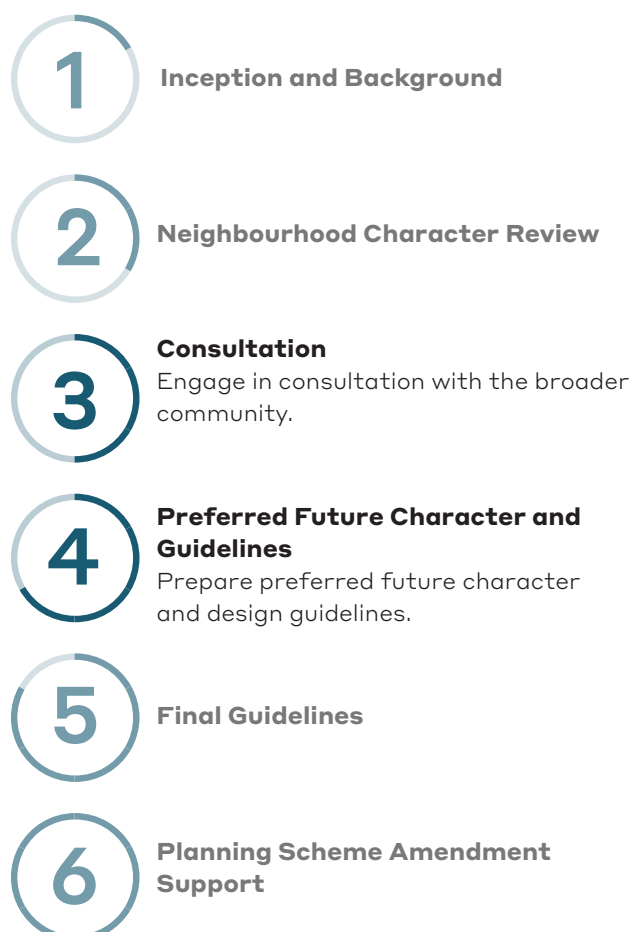 1
Inception and Background
2
Neighbourhood Character Review
3
Consultation
Engage in consultation with the broader
community.
4
Preferred Future Character and
Guidelines
Prepare preferred future character
and design guidelines.
5
Final Guidelines
6
Planning Scheme Amendment
Support